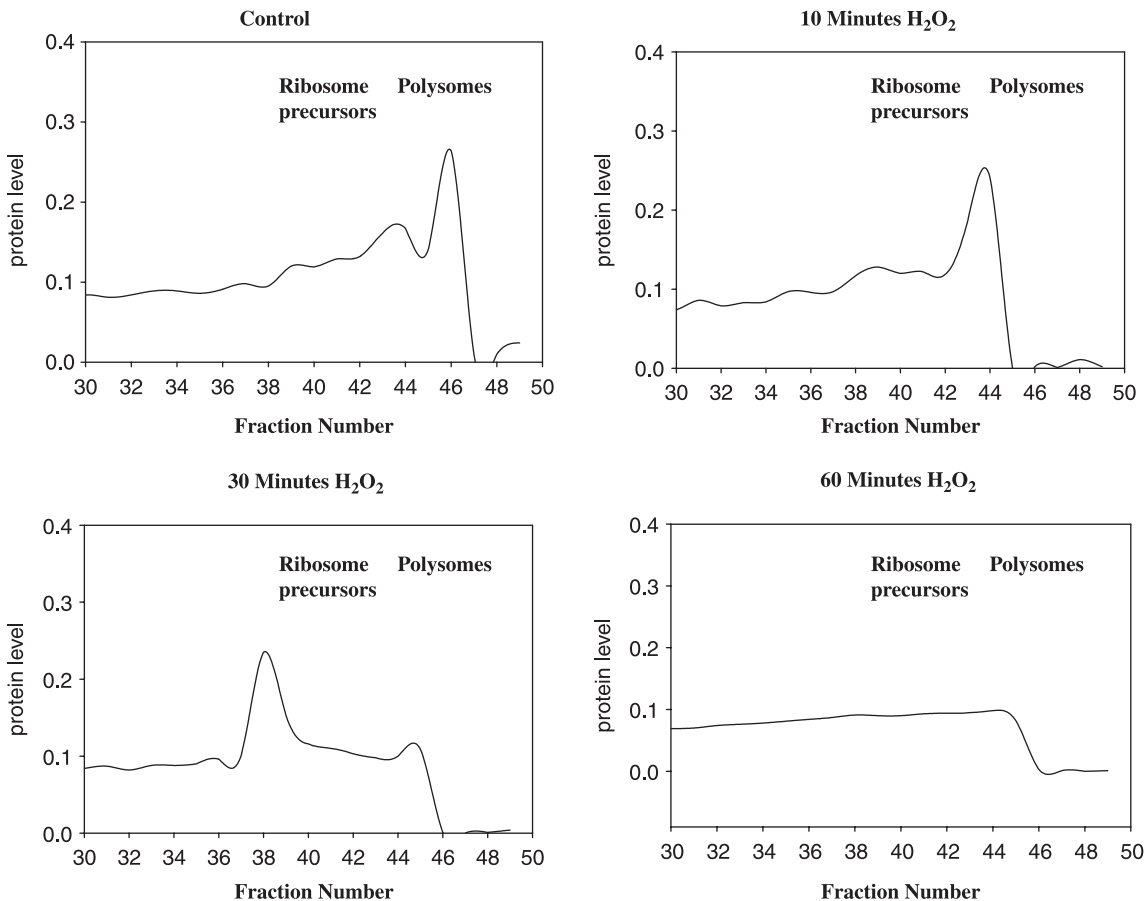 Control
0.4
0.3
0.2
0.1
0.0
protein level
Ribosome precursors
Polysomes
30 32 34 36 38 40 42 44 46 48 50
Fraction Number
10 Minutes H₂O₂
0.4
0.3
0.2
0.1
0.0
protein level
Ribosome precursors
Polysomes
30 32 34 36 38 40 42 44 46 48 50
Fraction Number
30 Minutes H₂O₂
0.4
0.3
0.2
0.1
0.0
protein level
Ribosome precursors
Polysomes
30 32 34 36 38 40 42 44 46 48 50
Fraction Number
60 Minutes H₂O₂
0.4
0.3
0.2
0.1
0.0
protein level
Ribosome precursors
Polysomes
30 32 34 36 38 40 42 44 46 48 50
Fraction Number